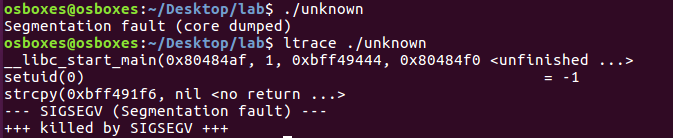 osboxes@osboxes:~/Desktop/lab$ ./unknown
Segmentation fault (core dumped)
osboxes@osboxes:~/Desktop/lab$ ltrace ./unknown
__libc_start_main(0x80484af, 1, 0xbff49444, 0x80484f0 <unfinished ...>
setuid(0) = -1
strcpy(0xbff491f6, nil <no return ...>
--- SIGSEGV (Segmentation fault) ---
+++ killed by SIGSEGV +++